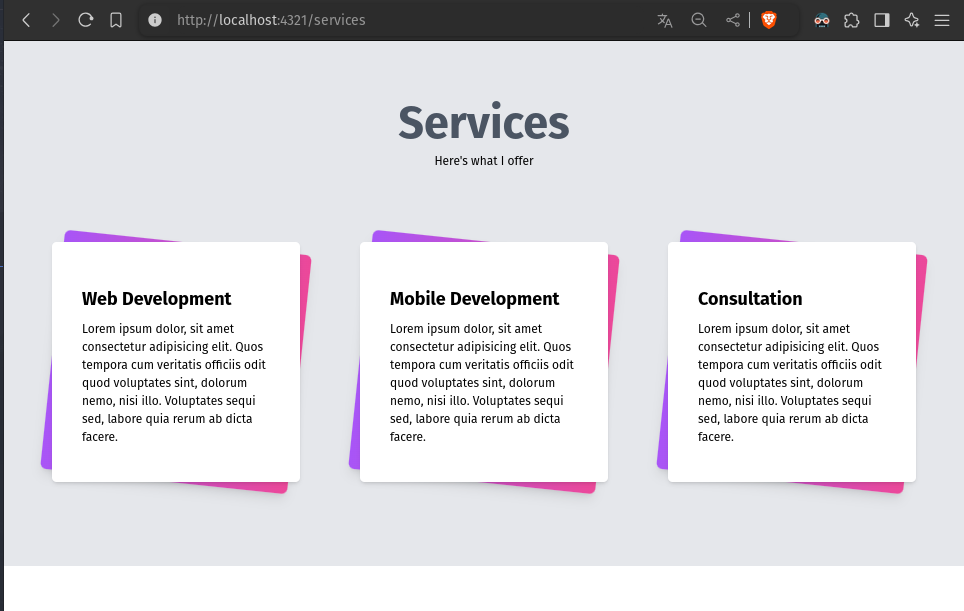 http://localhost:4321/services
Services
Here's what I offer
Web Development
Lorem ipsum dolor, sit amet
consectetur adipisicing elit. Quos
tempora cum veritatis officiis odit
quod voluptates sint, dolorum
nemo, nisi illo. Voluptates sequi
sed, labore quia rerum ab dicta
facere.
Mobile Development
Lorem ipsum dolor, sit amet
consectetur adipisicing elit. Quos
tempora cum veritatis officiis odit
quod voluptates sint, dolorum
nemo, nisi illo. Voluptates sequi
sed, labore quia rerum ab dicta
facere.
Consultation
Lorem ipsum dolor, sit amet
consectetur adipisicing elit. Quos
tempora cum veritatis officiis odit
quod voluptates sint, dolorum
nemo, nisi illo. Voluptates sequi
sed, labore quia rerum ab dicta
facere.